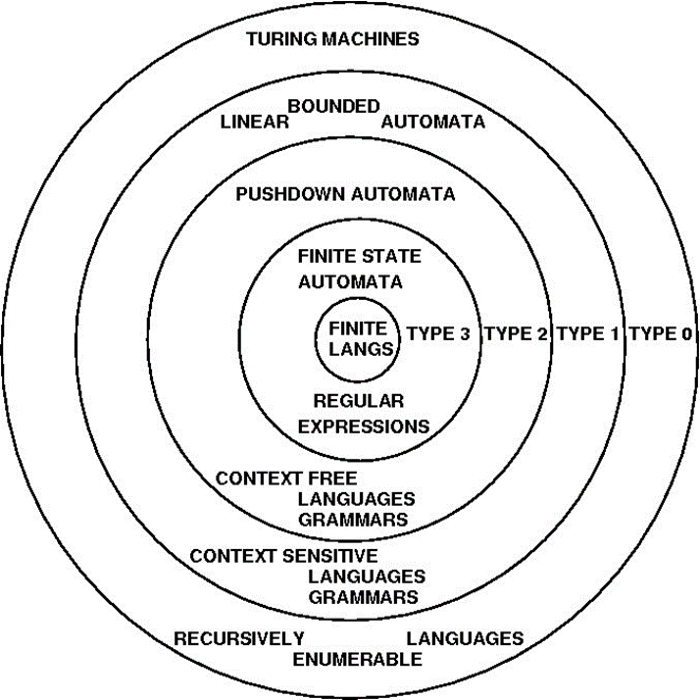 TURING MACHINES
BOUNDED
LINEAR AUTOMATA
PUSHDOWN AUTOMATA
FINITE STATE
AUTOMATA
FINITE
LANGS
TYPE 3 TYPE 2 TYPE 1 TYPE 0
REGULAR
EXPRESSIONS
CONTEXT FREE
LANGUAGES
GRAMMARS
CONTEXT SENSITIVE
LANGUAGES
GRAMMARS
RECURSIVELY LANGUAGES
ENUMERABLE